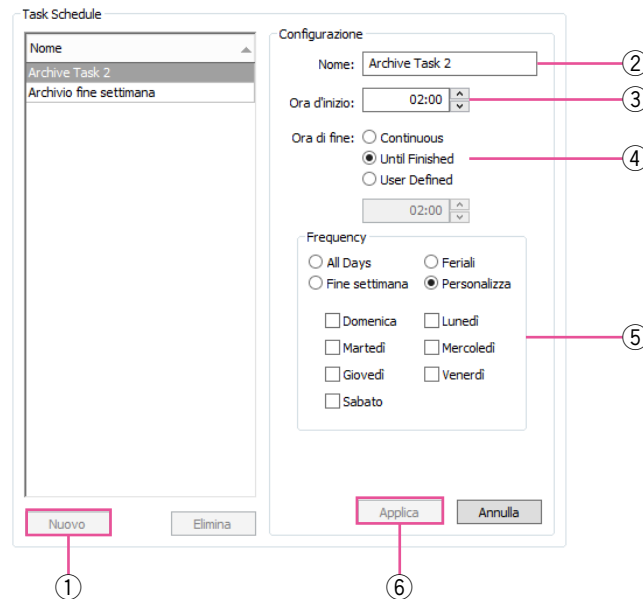 Task Schedule
Nome
Archive Task 2
Archivio fine settimana
Nuovo
Elimina
1
Configurazione
Nome: Archive Task 2
2
Ora d'inizio: 02:00
3
Ora di fine: Continuous
Until Finished
4
User Defined
02:00
Frequency
All Days Feriali
Fine settimana Personalizza
Domenica Lunedì
5
Martedì Mercoledì
Giovedì Venerdì
Sabato
Applica Annulla
6